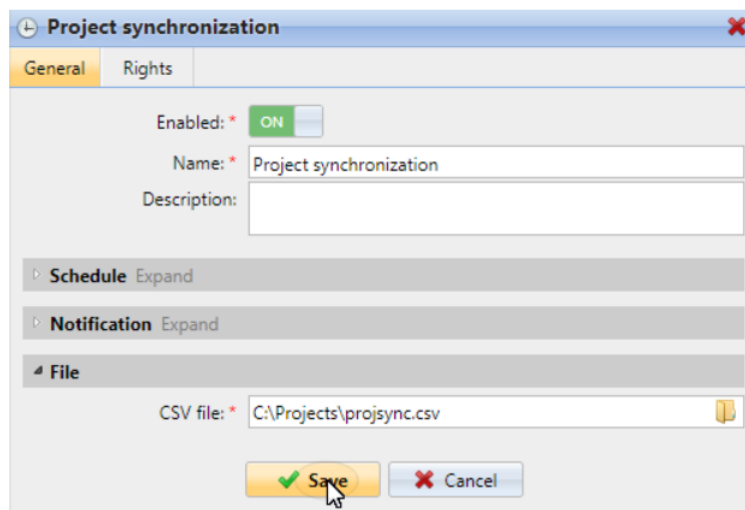 Project synchronization
General Rights
Enabled: * ON
Name: * Project synchronization
Description:
Schedule Expand
Notification Expand
File
CSV file: * C:\Projects\projsync.csv
Save Cancel